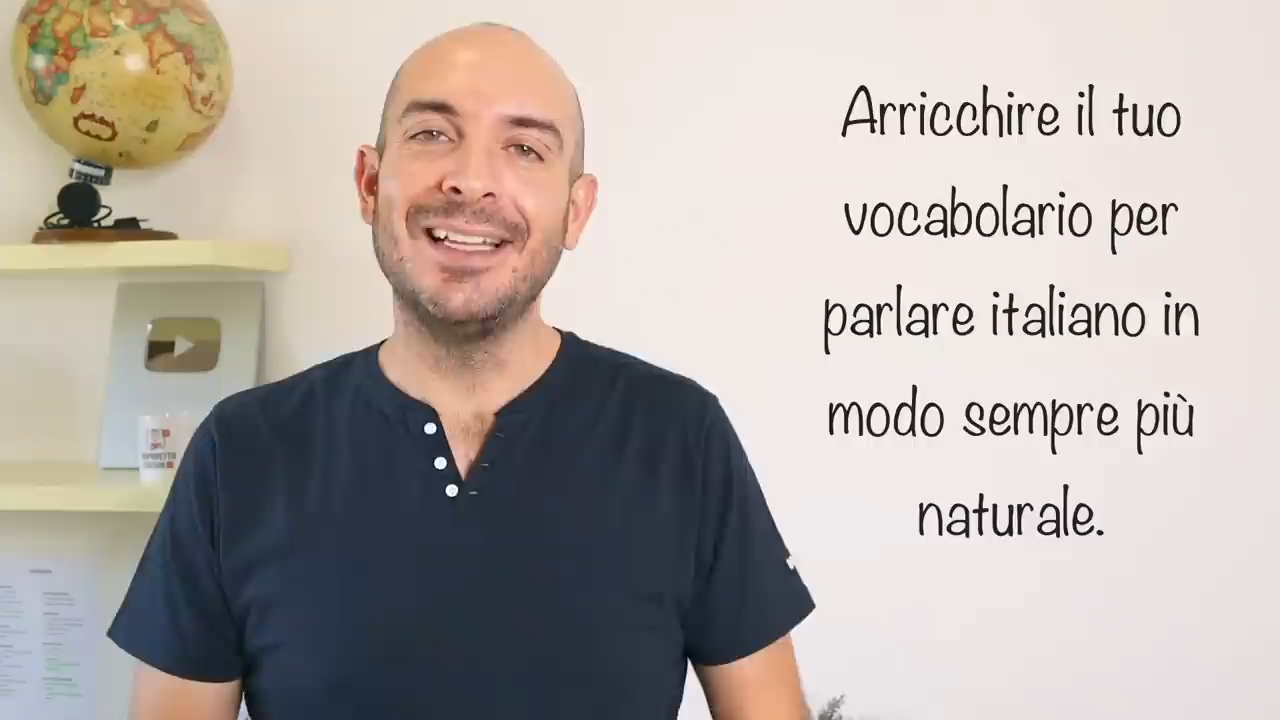 Arricchire il tuo
vocabolario per
parlare italiano in
modo sempre più
naturale.